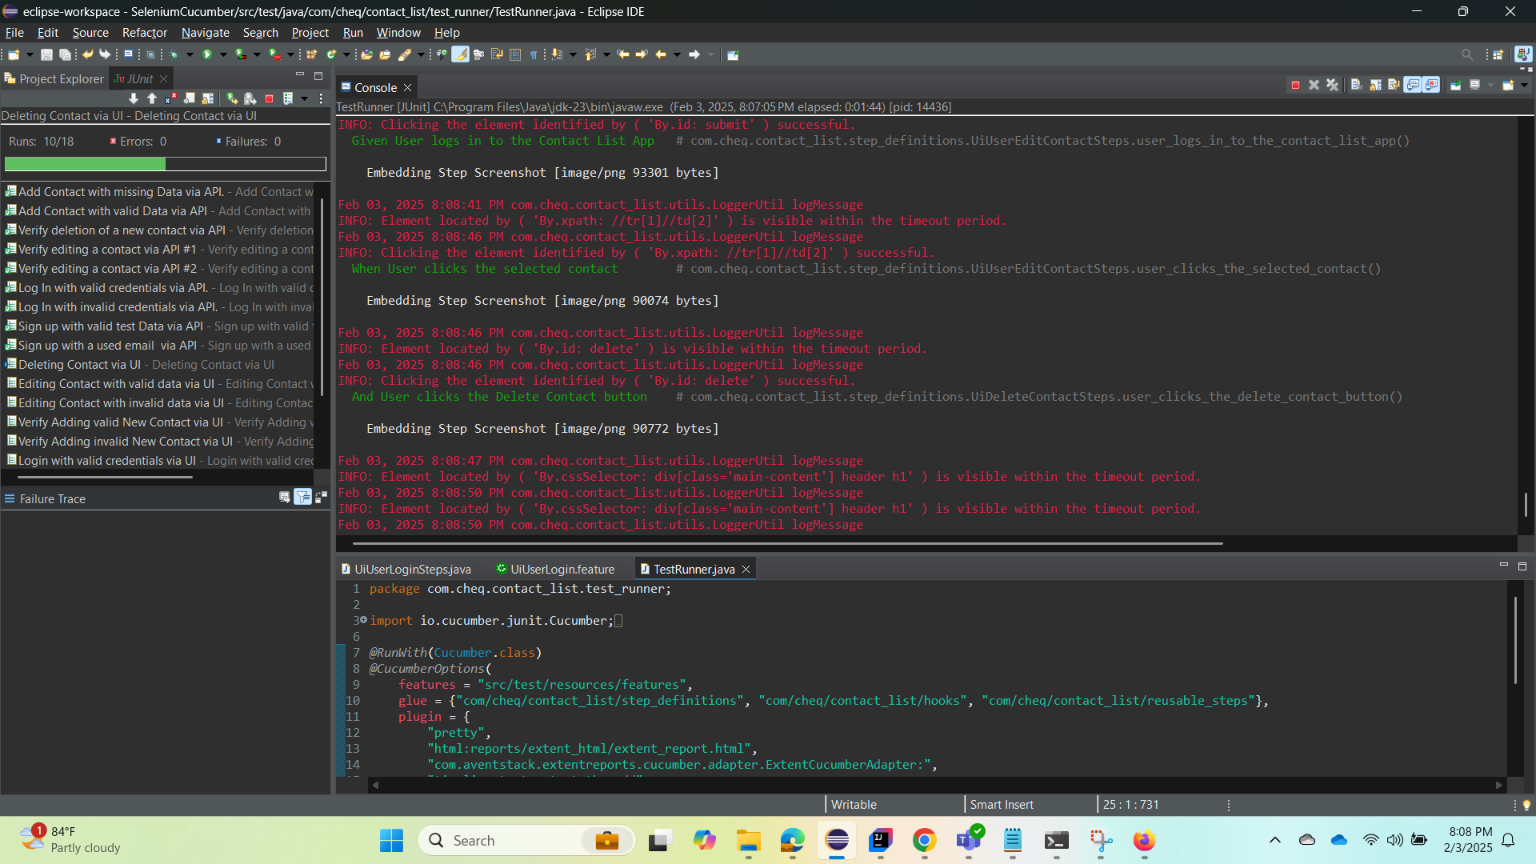 eclipse-workspace - SeleniumCucumber/src/test/java/com/cheq/contact_list/test_runner/TestRunner.java - Eclipse IDE
File Edit Source Refactor Navigate Search Project Run Window Help
Project Explorer JUnit
Deleting Contact via UI - Deleting Contact via UI
Runs: 10/18 Errors: 0 Failures: 0
Add Contact with missing Data via API. - Add Contact w
Add Contact with valid Data via API - Add Contact with
Verify deletion of a new contact via API - Verify deletion
Verify editing a contact via API #1 - Verify editing a cont
Verify editing a contact via API #2 - Verify editing a cont
Log In with valid credentials via API. - Log In with valid c
Log In with invalid credentials via API. - Log In with inva
Sign up with valid test Data via API - Sign up with valid
Sign up with a used email  via API - Sign up with a used
Deleting Contact via UI - Deleting Contact via UI
Editing Contact with valid data via UI - Editing Contact
Editing Contact with invalid data via UI - Editing Contac
Verify Adding valid New Contact via UI - Verify Adding
Verify Adding invalid New Contact via UI - Verify Adding
Login with valid credentials via UI - Login with valid cred
Failure Trace
Console
TestRunner [JUnit] C:\Program Files\Java\jdk-23\bin\javaw.exe (Feb 3, 2025, 8:07:05 PM elapsed: 0:01:44) [pid: 14436]
INFO: Clicking the element identified by ( 'By.id: submit' ) successful.
Given User logs in to the Contact List App # com.cheq.contact_list.step_definitions.UiUserEditContactSteps.user_logs_in_to_the_contact_list_app()
Embedding Step Screenshot [image/png 93301 bytes]
Feb 03, 2025 8:08:41 PM com.cheq.contact_list.utils.LoggerUtil logMessage
INFO: Element located by ( 'By.xpath: //tr[1]//td[2]' ) is visible within the timeout period.
Feb 03, 2025 8:08:46 PM com.cheq.contact_list.utils.LoggerUtil logMessage
INFO: Clicking the element identified by ( 'By.xpath: //tr[1]//td[2]' ) successful.
When User clicks the selected contact # com.cheq.contact_list.step_definitions.UiUserEditContactSteps.user_clicks_the_selected_contact()
Embedding Step Screenshot [image/png 90074 bytes]
Feb 03, 2025 8:08:46 PM com.cheq.contact_list.utils.LoggerUtil logMessage
INFO: Element located by ( 'By.id: delete' ) is visible within the timeout period.
Feb 03, 2025 8:08:46 PM com.cheq.contact_list.utils.LoggerUtil logMessage
INFO: Clicking the element identified by ( 'By.id: delete' ) successful.
And User clicks the Delete Contact button # com.cheq.contact_list.step_definitions.UiDeleteContactSteps.user_clicks_the_delete_contact_button()
Embedding Step Screenshot [image/png 90772 bytes]
Feb 03, 2025 8:08:47 PM com.cheq.contact_list.utils.LoggerUtil logMessage
INFO: Element located by ( 'By.cssSelector: div[class='main-content'] header h1' ) is visible within the timeout period.
Feb 03, 2025 8:08:50 PM com.cheq.contact_list.utils.LoggerUtil logMessage
INFO: Element located by ( 'By.cssSelector: div[class='main-content'] header h1' ) is visible within the timeout period.
Feb 03, 2025 8:08:50 PM com.cheq.contact_list.utils.LoggerUtil logMessage
UiUserLoginSteps.java UiUserLogin.feature TestRunner.java
1 package com.cheq.contact_list.test_runner;
2
3 import io.cucumber.junit.Cucumber;
6
7 @RunWith(Cucumber.class)
8 @CucumberOptions(
9 features = "src/test/resources/features",
10 glue = {"com/cheq/contact_list/step_definitions", "com/cheq/contact_list/hooks", "com/cheq/contact_list/reusable_steps"},
11 plugin = {
12 "pretty",
13 "html:reports/extent_html/extent_report.html",
14 "com.aventstack.extentreports.cucumber.adapter.ExtentCucumberAdapter:",
Writable Smart Insert 25 : 1 : 731
1
84°F
Partly cloudy
Search
8:08 PM
2/3/2025